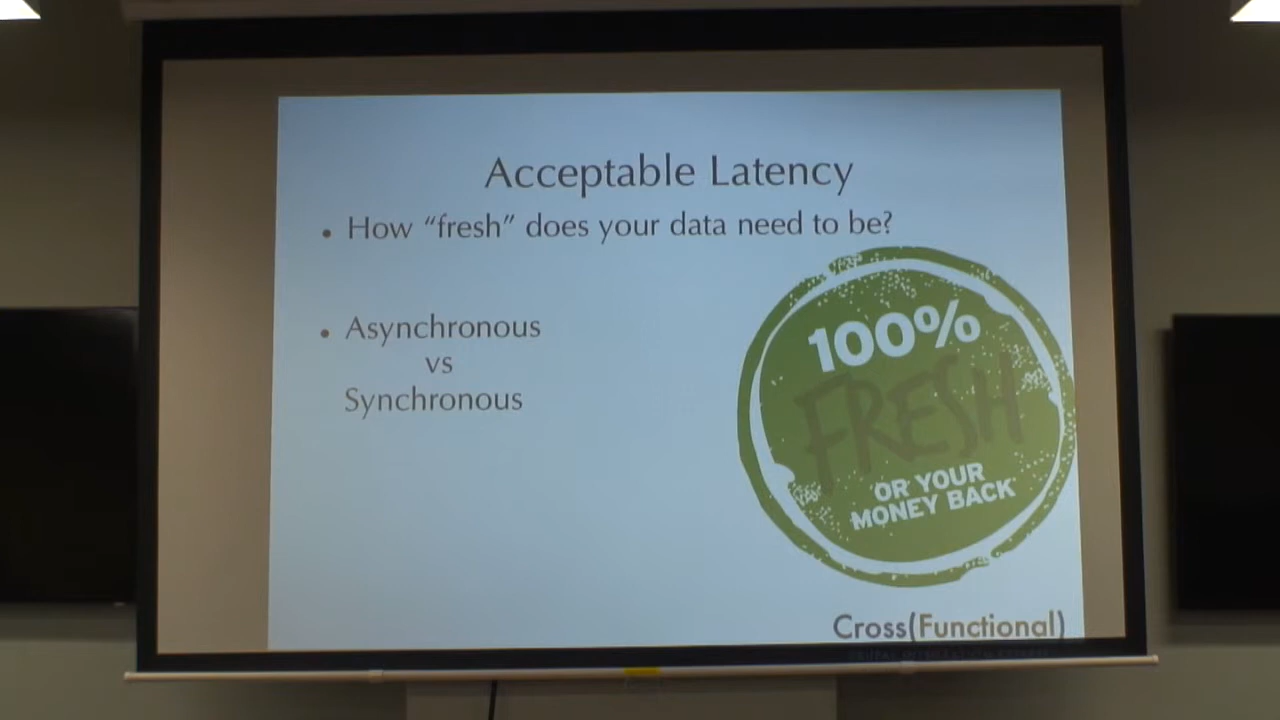 Acceptable Latency
• How “fresh” does your data need to be?
• Asynchronous
vs
Synchronous
100%
FRESH
OR YOUR
MONEY BACK
Cross(Functional)